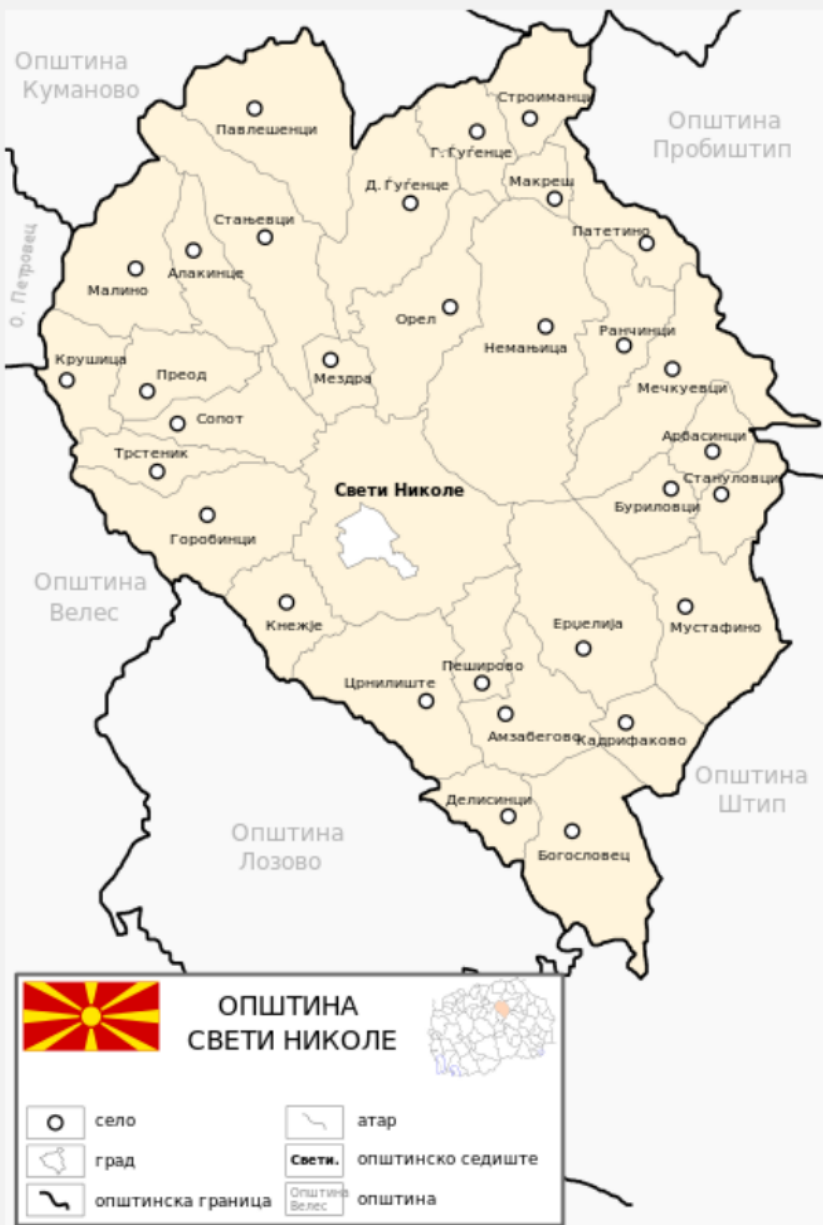 Општина
Куманово
Општина
Пробиштип
О. Петровец
Општина
Велес
Општина
Лозово
Општина
Штип
Строиманци
Павлешенци
Г. Ѓуѓенце
Д. Ѓуѓенце
Макреш
Стањевци
Патетино
Алакинце
Малино
Орел
Ранчинци
Немањица
Крушица
Преод
Мездра
Мечкуевци
Сопот
Арбасинци
Трстеник
Стануловци
Свети Николе
Буриловци
Горобинци
Кнежје
Ерџелија
Мустафино
Пеширово
Црнилиште
Амзабегово
Кадрифаково
Делисинци
Богословец
ОПШТИНА
СВЕТИ НИКОЛЕ
село
атар
град
Свети.
општинско седиште
општинска граница
Општина
Велес
општина